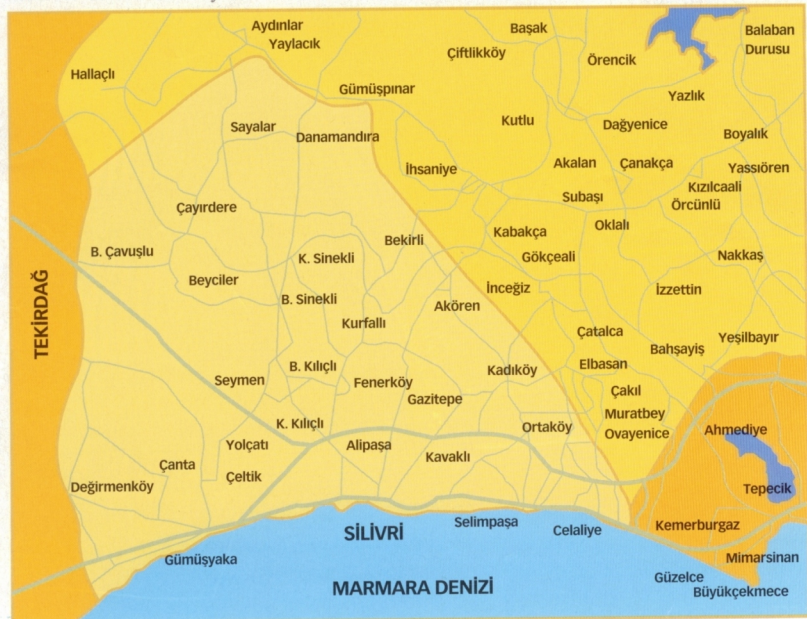 Aydınlar
Yaylacık
Başak
Balaban
Durusu
Çiftlikköy
Örencik
Hallaçlı
Gümüşpınar
Yazlık
Kutlu
Dağyenice
Sayalar
Danamandıra
Boyalık
İhsaniye
Akalan
Çanakça
Yassıören
Kızılcaali
Örcünlü
Subaşı
Çayırdere
Oklalı
Kabakça
Bekirli
B. Çavuşlu
K. Sinekli
Gökçeali
Nakkaş
Beyciler
İnceğiz
İzzettin
B. Sinekli
Akören
TEKİRDAĞ
Kurfallı
Çatalca
Yeşilbayır
Bahşayiş
Elbasan
B. Kılıçlı
Kadıköy
Seymen
Fenerköy
Çakıl
Gazitepe
Muratbey
Ovayenice
K. Kılıçlı
Ortaköy
Ahmediye
Yolçatı
Alipaşa
Kavaklı
Çanta
Çeltik
Değirmenköy
Tepecik
Selimpaşa
Celaliye
Kemerburgaz
SİLİVRİ
Gümüşyaka
Mimarsinan
Güzelce
Büyükçekmece
MARMARA DENİZİ